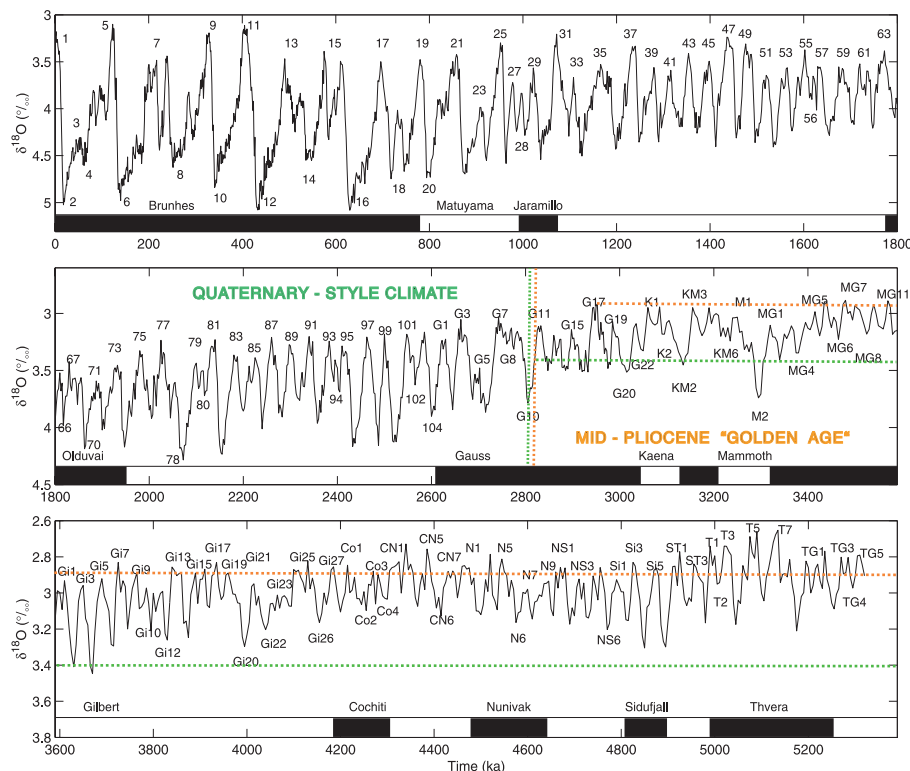 3
3.5
4
4.5
5
δ18O (°/oo)
1
5
7
9
11
13
15
17
19
21
23
25
27
29
31
33
35
37
39
41
43
45
47
49
51
53
55
57
59
61
63
3
2
4
6
8
10
12
14
16
18
20
28
56
Brunhes
Matuyama
Jaramillo
0
200
400
600
800
1000
1200
1400
1600
1800
QUATERNARY - STYLE CLIMATE
3
3.5
4
4.5
δ18O (°/oo)
67
71
73
75
77
79
81
83
85
87
89
91
93
95
97
99
101
G1
G3
G5
G7
G8
G11
G15
G17
G19
K1
KM3
M1
MG1
MG5
MG7
MG11
66
70
78
80
94
102
104
G10
G20
G22
K2
KM2
KM6
M2
MG4
MG6
MG8
MID - PLIOCENE "GOLDEN AGE"
Olduvai
Gauss
Kaena
Mammoth
1800
2000
2200
2400
2600
2800
3000
3200
3400
2.6
2.8
3
3.2
3.4
3.6
3.8
δ18O (°/oo)
Gi1
Gi3
Gi5
Gi7
Gi9
Gi13
Gi15
Gi17
Gi19
Gi21
Gi23
Gi25
Gi27
Co1
Co3
CN1
CN5
CN7
N1
N5
N7
N9
NS1
NS3
Si1
Si3
Si5
ST1
ST3
T1
T3
T5
T7
TG1
TG3
TG5
Gi10
Gi12
Gi20
Gi22
Gi26
Co2
Co4
CN6
N6
NS6
T2
TG4
Gilbert
Cochiti
Nunivak
Sidufjall
Thvera
3600
3800
4000
4200
4400
4600
4800
5000
5200
Time (ka)